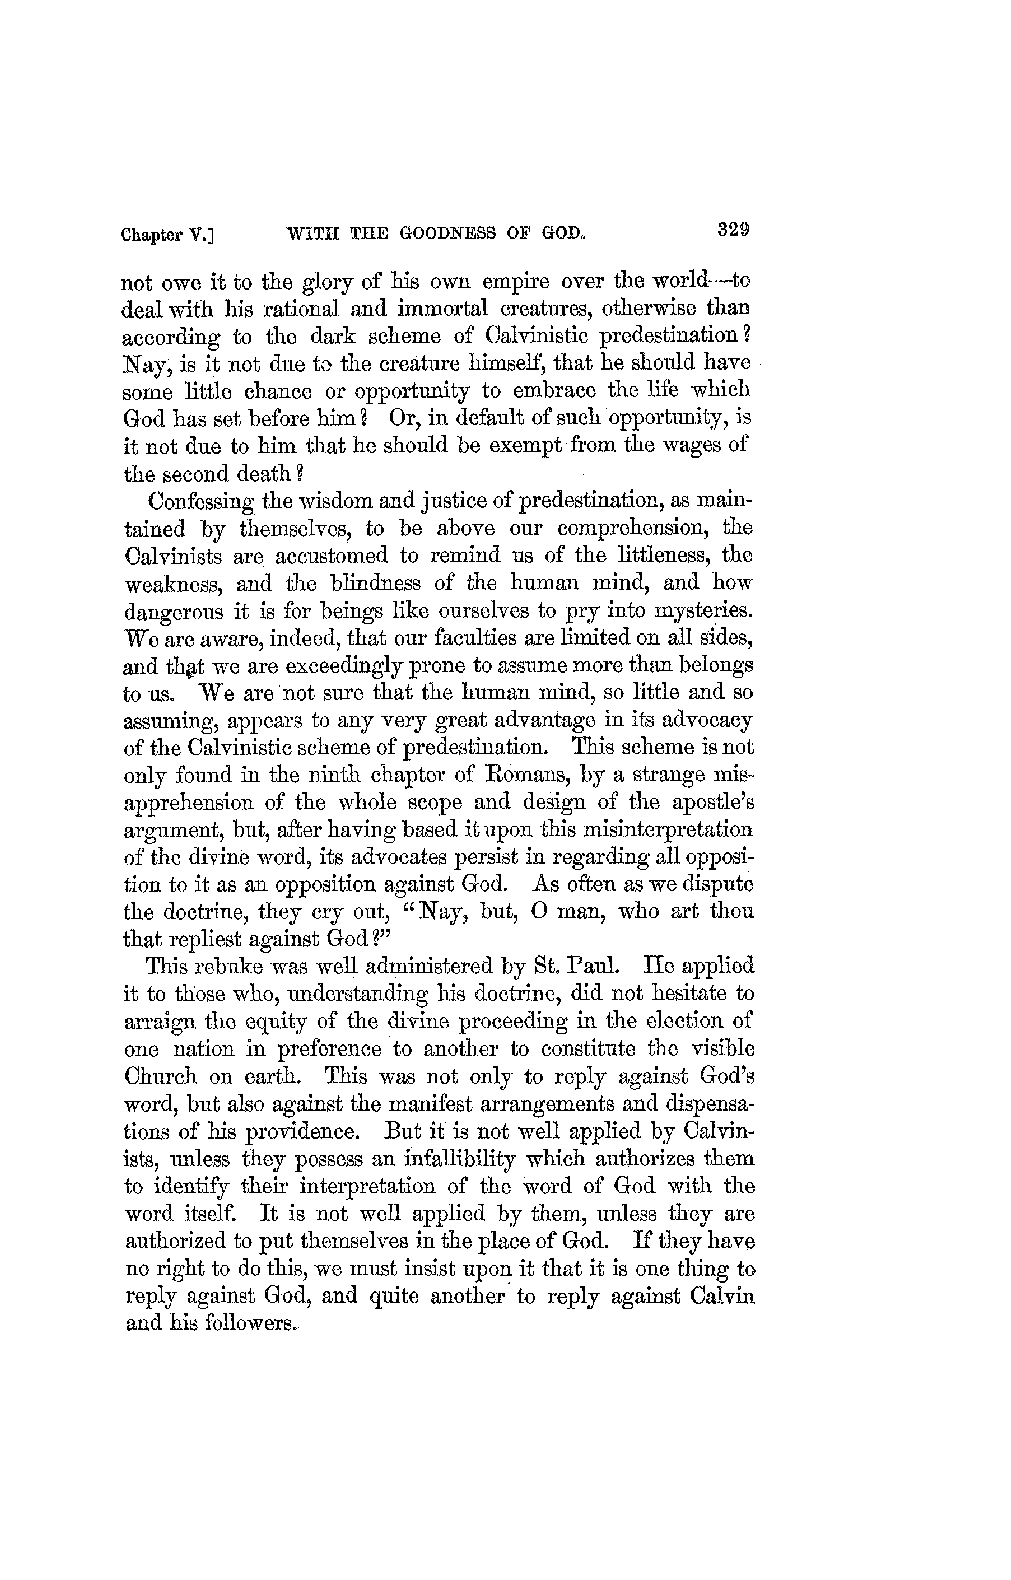 Chapter V.] WITH THE GOODNESS OF GOD. 329
not owe it to the glory of his own empire over the world—to
deal with his rational and immortal creatures, otherwise than
according to the dark scheme of Calvinistic predestination?
Nay, is it not due to the creature himself, that he should have
some little chance or opportunity to embrace the life which
God has set before him? Or, in default of such opportunity, is
it not due to him that he should be exempt from the wages of
the second death?
Confessing the wisdom and justice of predestination, as main-
tained by themselves, to be above our comprehension, the
Calvinists are accustomed to remind us of the littleness, the
weakness, and the blindness of the human mind, and how
dangerous it is for beings like ourselves to pry into mysteries.
We are aware, indeed, that our faculties are limited on all sides,
and that we are exceedingly prone to assume more than belongs
to us. We are not sure that the human mind, so little and so
assuming, appears to any very great advantage in its advocacy
of the Calvinistic scheme of predestination. This scheme is not
only found in the ninth chapter of Romans, by a strange mis-
apprehension of the whole scope and design of the apostle's
argument, but, after having based it upon this misinterpretation
of the divine word, its advocates persist in regarding all opposi-
tion to it as an opposition against God. As often as we dispute
the doctrine, they cry out, "Nay, but, O man, who art thou
that repliest against God?"
This rebuke was well administered by St. Paul. He applied
it to those who, understanding his doctrine, did not hesitate to
arraign the equity of the divine proceeding in the election of
one nation in preference to another to constitute the visible
Church on earth. This was not only to reply against God's
word, but also against the manifest arrangements and dispensa-
tions of his providence. But it is not well applied by Calvin-
ists, unless they possess an infallibility which authorizes them
to identify their interpretation of the word of God with the
word itself. It is not well applied by them, unless they are
authorized to put themselves in the place of God. If they have
no right to do this, we must insist upon it that it is one thing to
reply against God, and quite another to reply against Calvin
and his followers.